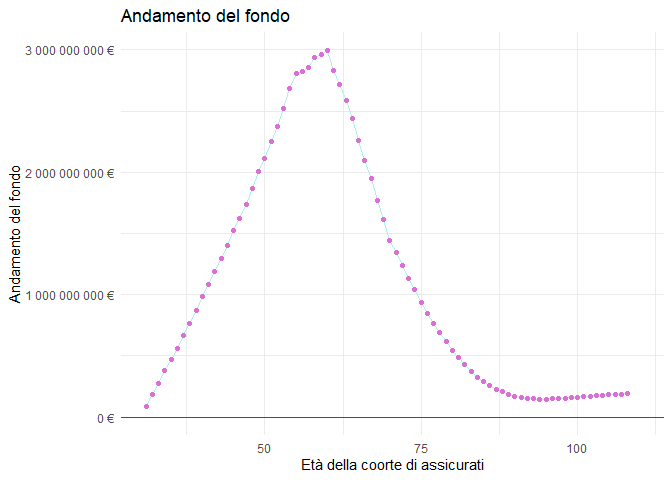 Andamento del fondo
Andamento del fondo
3 000 000 000 €
2 000 000 000 €
1 000 000 000 €
0 €
50
75
100
Età della coorte di assicurati